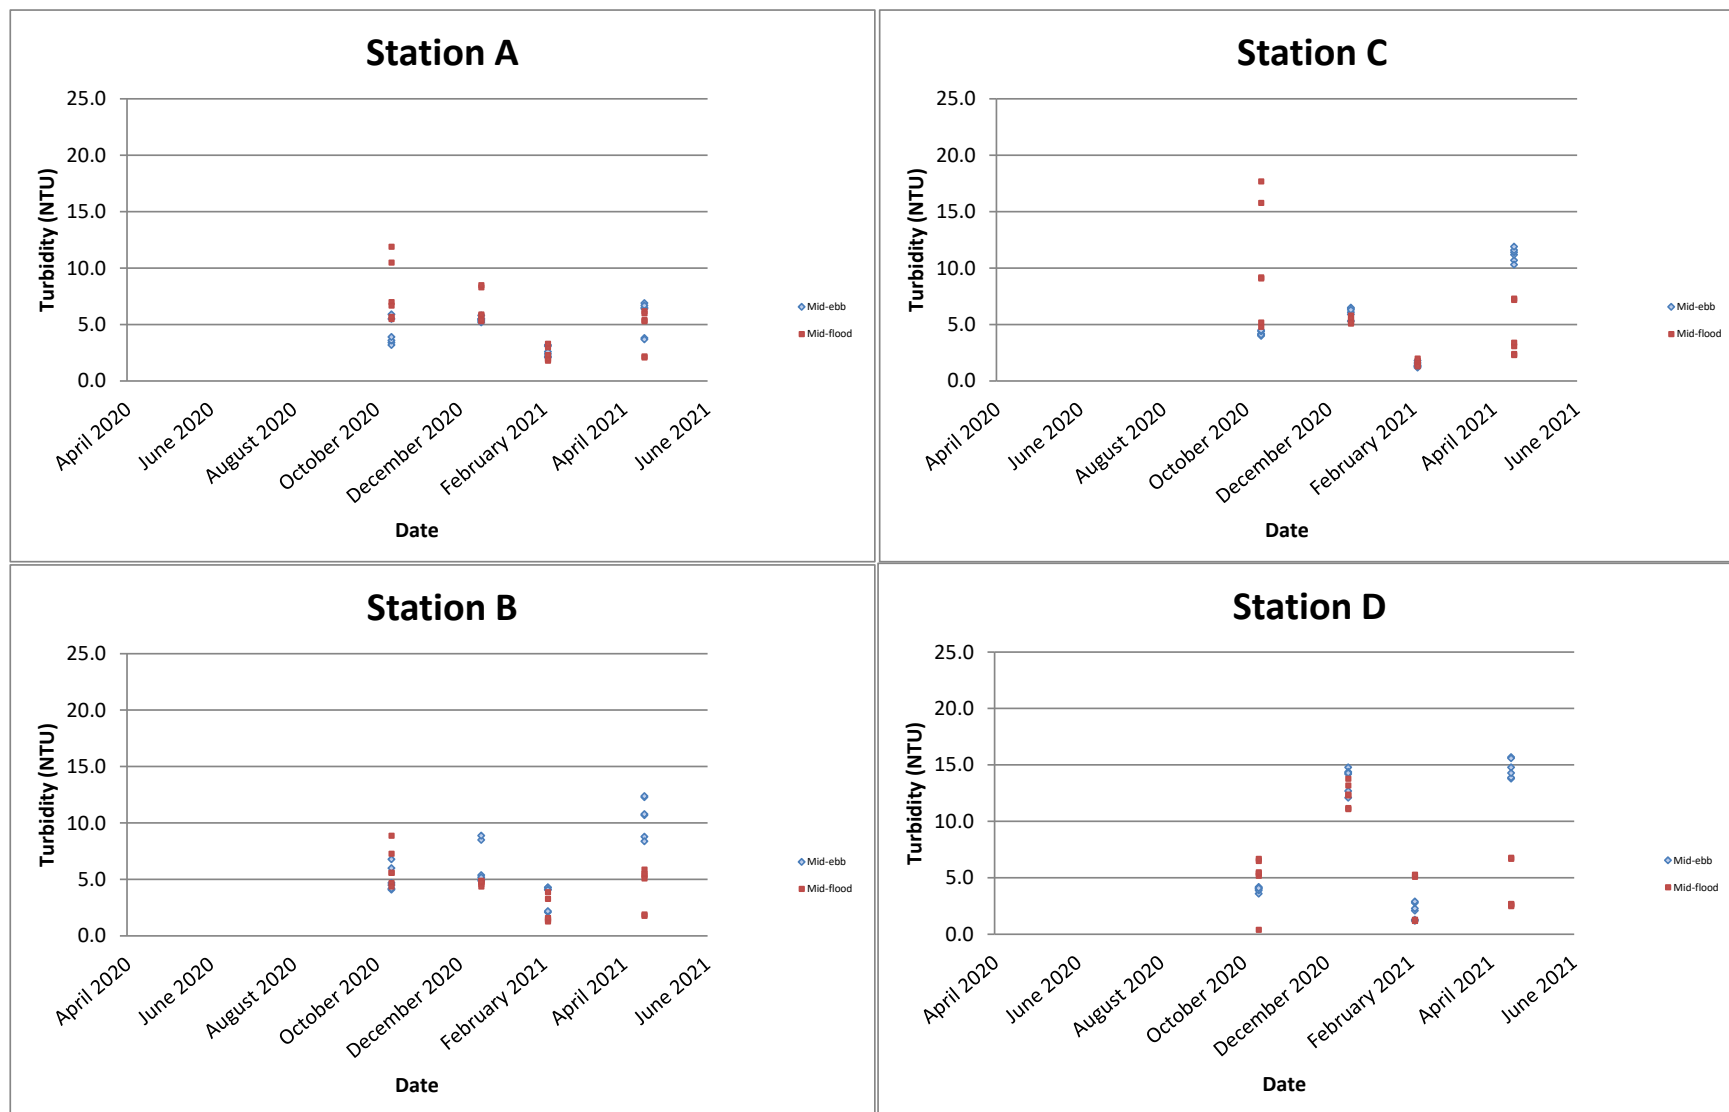 Station A
25.0
20.0
15.0
10.0
5.0
0.0
Turbidity (NTU)
April 2020
June 2020
August 2020
October 2020
December 2020
February 2021
April 2021
June 2021
Date
Mid-ebb
Mid-flood
Station C
25.0
20.0
15.0
10.0
5.0
0.0
Turbidity (NTU)
April 2020
June 2020
August 2020
October 2020
December 2020
February 2021
April 2021
June 2021
Date
Mid-ebb
Mid-flood
Station B
25.0
20.0
15.0
10.0
5.0
0.0
Turbidity (NTU)
April 2020
June 2020
August 2020
October 2020
December 2020
February 2021
April 2021
June 2021
Date
Mid-ebb
Mid-flood
Station D
25.0
20.0
15.0
10.0
5.0
0.0
Turbidity (NTU)
April 2020
June 2020
August 2020
October 2020
December 2020
February 2021
April 2021
June 2021
Date
Mid-ebb
Mid-flood